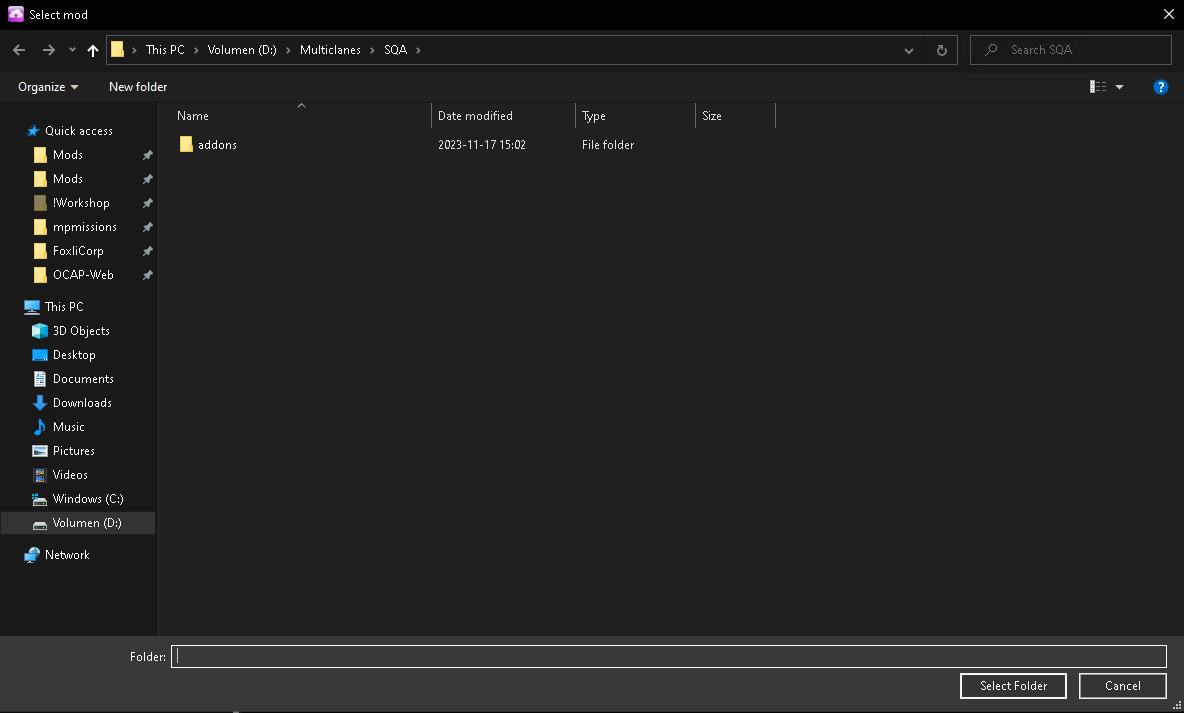 Select mod
This PC > Volumen (D:) > Multiclanes > SQA >
Search SQA
Organize
New folder
?
Name
Date modified
Type
Size
addons
2023-11-17 15:02
File folder
Quick access
Mods
Mods
!Workshop
mpmissions
FoxliCorp
OCAP-Web
This PC
3D Objects
Desktop
Documents
Downloads
Music
Pictures
Videos
Windows (C:)
Volumen (D:)
Network
Folder:
Select Folder
Cancel